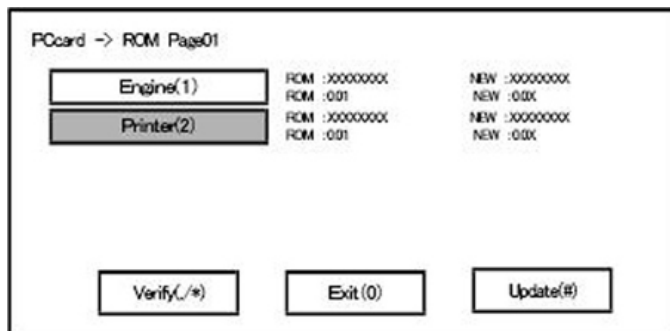 PCcard -> ROM Page01
Engine(1) ROM :XXXXXXXX NEW :XXXXXXXX
ROM :0.01 NEW :0.0X
Printer(2) ROM :XXXXXXXX NEW :XXXXXXXX
ROM :0.01 NEW :0.0X
Verify(./*) Exit(0) Update(#)